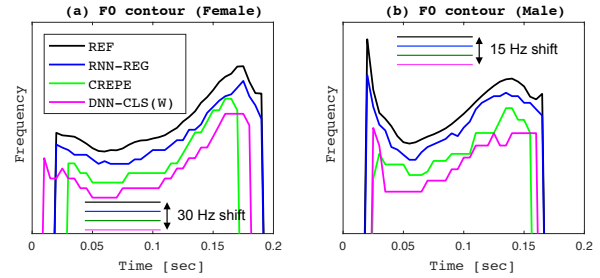 (a) F0 contour (Female)
REF
RNN-REG
CREPE
DNN-CLS(W)
30 Hz shift
Frequency
0 0.05 0.1 0.15 0.2
Time [sec]
(b) F0 contour (Male)
15 Hz shift
Frequency
0 0.05 0.1 0.15 0.2
Time [sec]